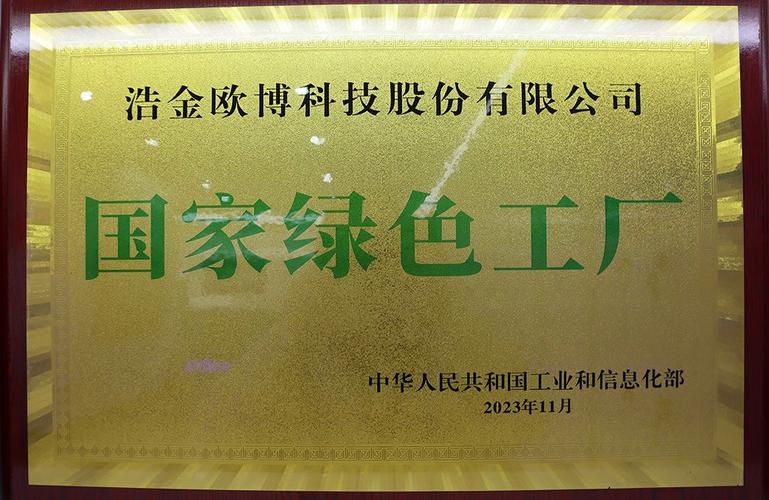 浩金欧博科技股份有限公司
国家绿色工厂
中华人民共和国工业和信息化部
2023年11月